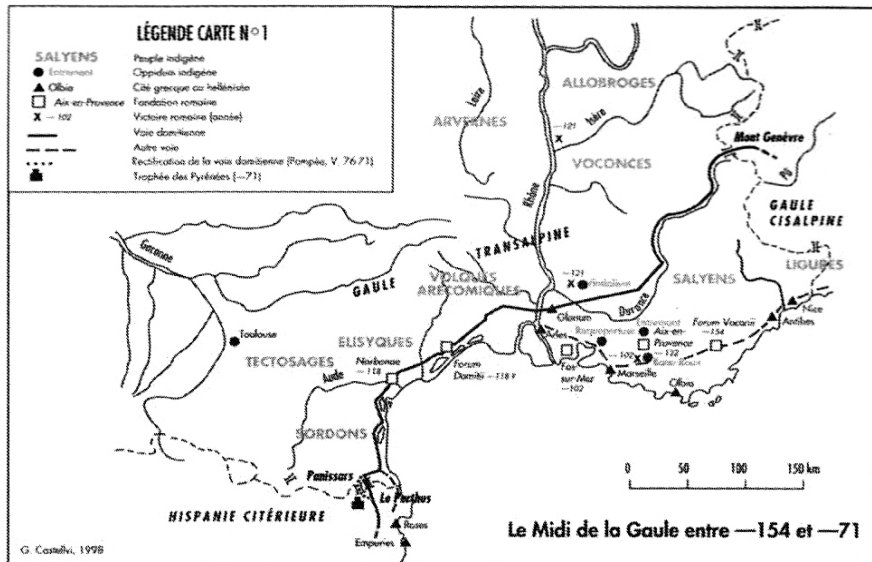 LÉGENDE CARTE N° 1
SALYENS Peuple indigène
Entremont Oppidum indigène
Olbia Cité grecque ou hellénisée
Aix-en-Provence Fondation romaine
x −102 Victoire romaine (année)
Voie domitienne
Autre voie
Rectification de la voie domitienne (Pompée, V. 76-71)
Trophée des Pyrénées (−71)
ALLOBROGES
Loire
ARVERNES
Isère
−121
x
Mont Genèvre
VOCONCES
Rhône
Pô
GAULE
CISALPINE
TRANSALPINE
Garonne
GAULE
VOLQUES
ARÉCOMIQUES
LIGURES
−121
x
SALYENS
Durance
Glanum
Nice
Toulouse
ELISYQUES
Arles
Roquepertuse
Entremont
Aix-en-
Provence
Forum Voconii
−154
Antibes
TECTOSAGES
Narbonne
−118
Forum
Domitii −118 ?
Fos
sur-Mer
−102
−102
x
−122
Marseille
Olbia
Aude
SORDONS
Panissars
Le Perthus
0 50 100 150 km
HISPANIE CITÉRIEURE
Roses
Empuries
Le Midi de la Gaule entre −154 et −71
G. Castellvi, 1998